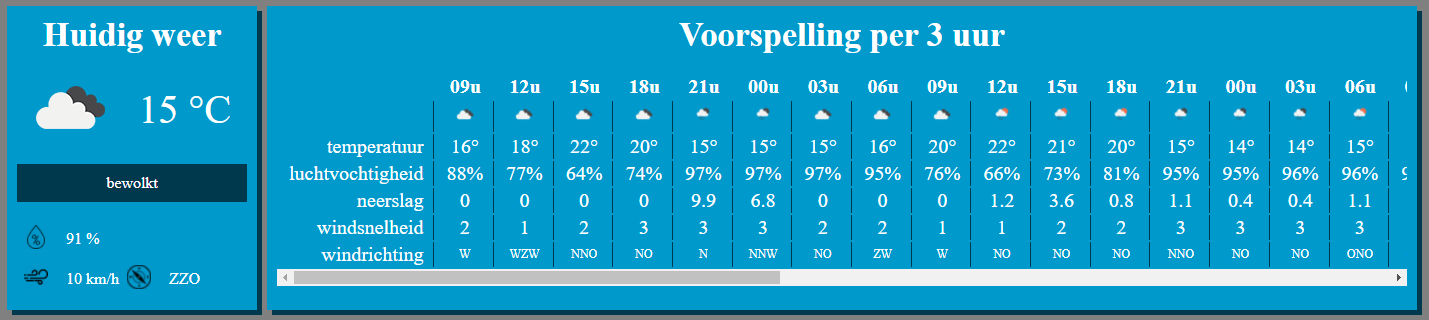 Huidig weer
15 °C
bewolkt
%
91 %
10 km/h ZZO
Voorspelling per 3 uur
09u 12u 15u 18u 21u 00u 03u 06u 09u 12u 15u 18u 21u 00u 03u 06u
temperatuur 16° 18° 22° 20° 15° 15° 15° 16° 20° 22° 21° 20° 15° 14° 14° 15°
luchtvochtigheid 88% 77% 64% 74% 97% 97% 97% 95% 76% 66% 73% 81% 95% 95% 96% 96%
neerslag 0 0 0 0 9.9 6.8 0 0 0 1.2 3.6 0.8 1.1 0.4 0.4 1.1
windsnelheid 2 1 2 3 3 3 2 2 1 1 2 2 3 3 3 3
windrichting W WZW NNO NO N NNW NO ZW W NO NO NO NNO NO NO ONO